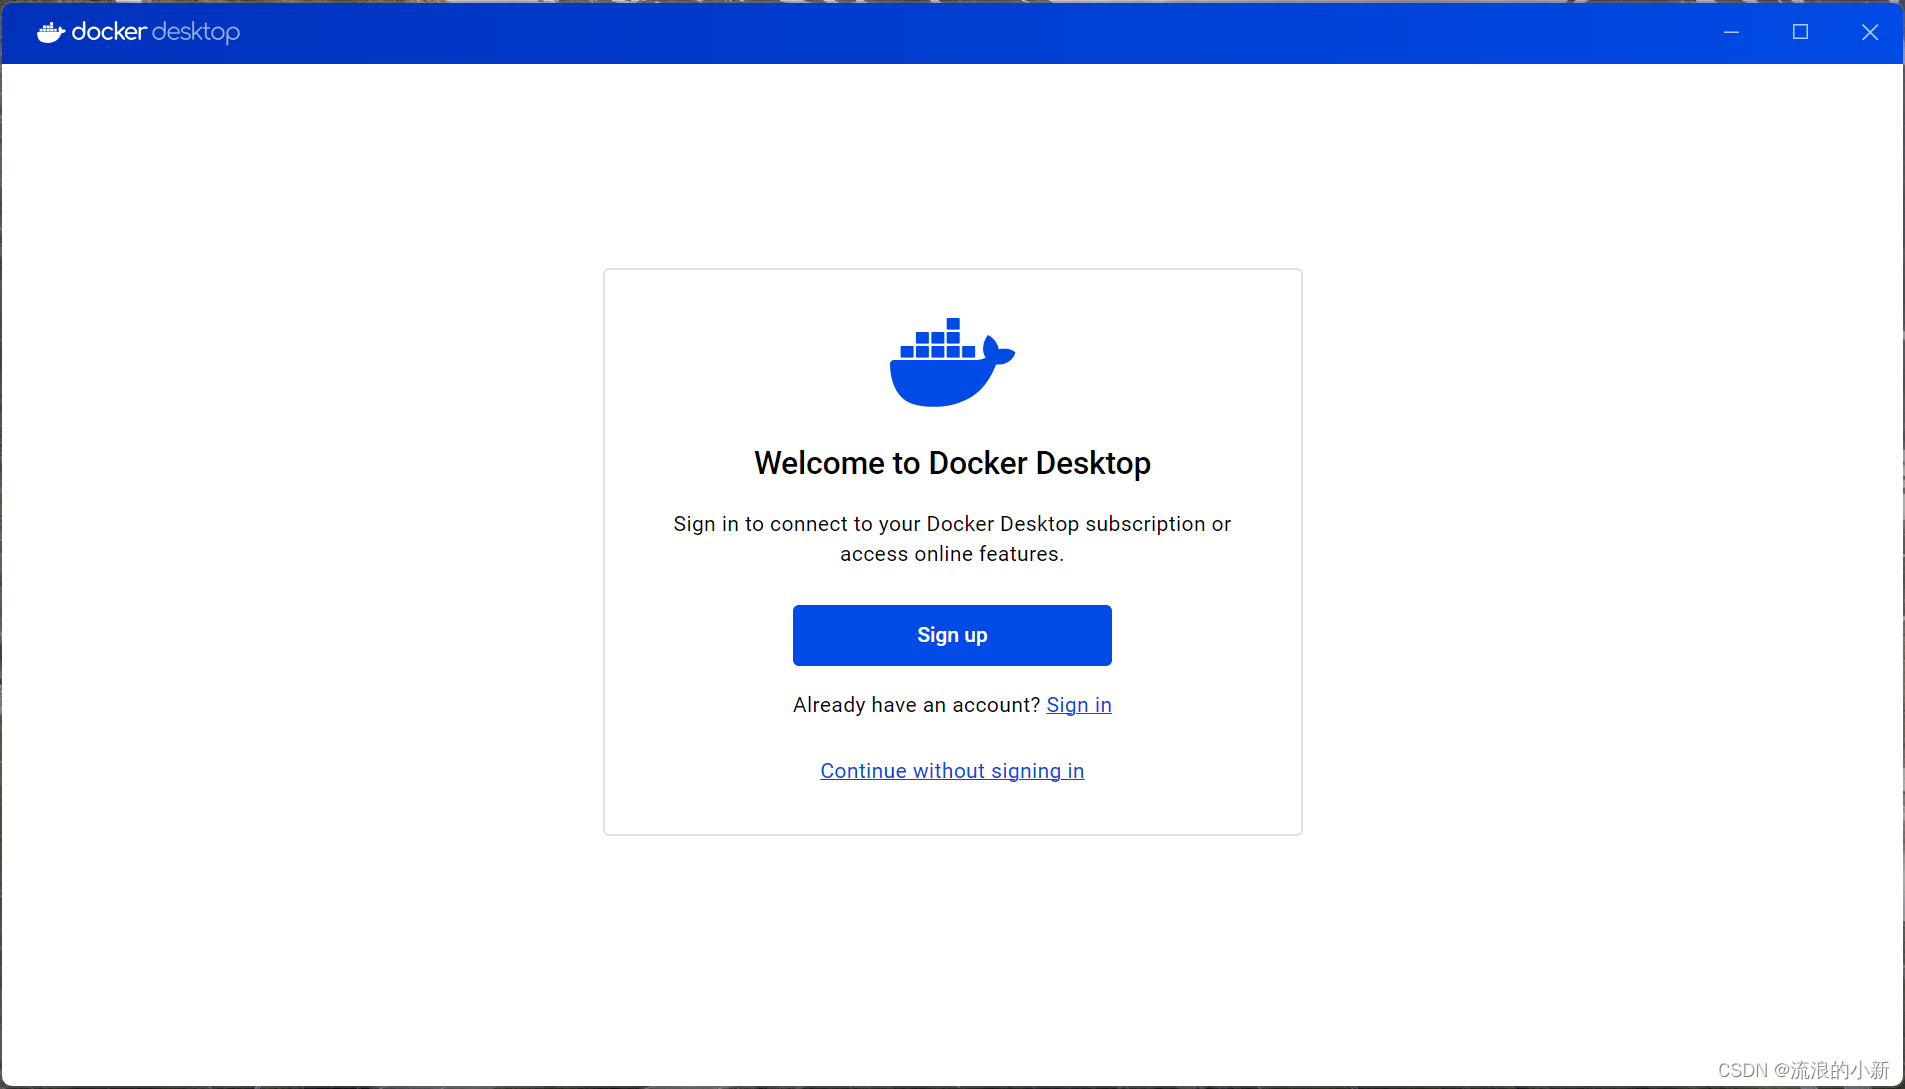 docker desktop
Welcome to Docker Desktop
Sign in to connect to your Docker Desktop subscription or
access online features.
Sign up
Already have an account? Sign in
Continue without signing in
CSDN @流浪的小新